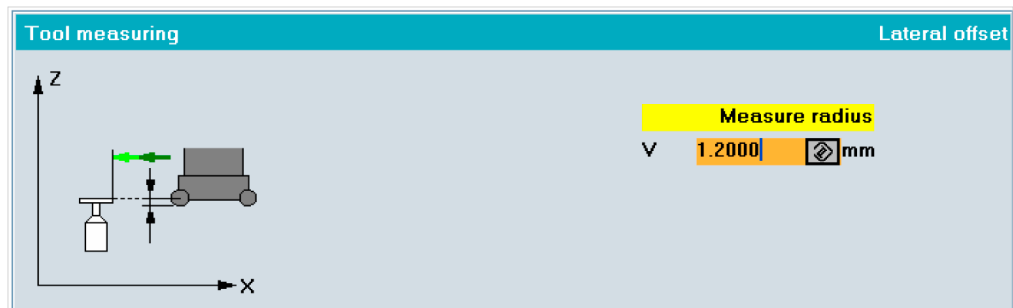 Tool measuring Lateral offset
Z
Measure radius
V 1.2000 mm
X